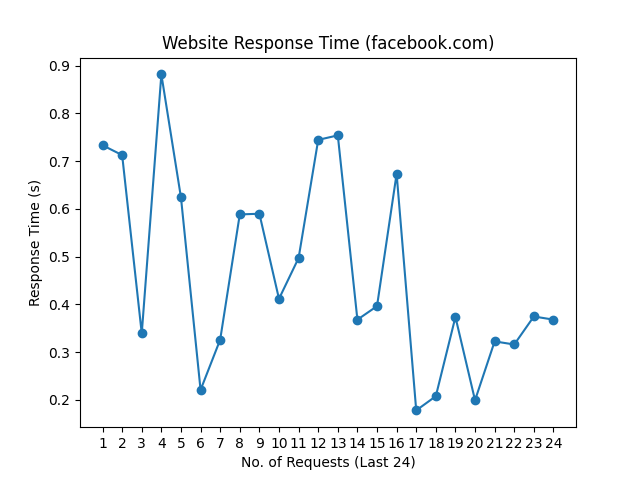 Website Response Time (facebook.com)
Response Time (s)
0.9
0.8
0.7
0.6
0.5
0.4
0.3
0.2
1 2 3 4 5 6 7 8 9 10 11 12 13 14 15 16 17 18 19 20 21 22 23 24
No. of Requests (Last 24)